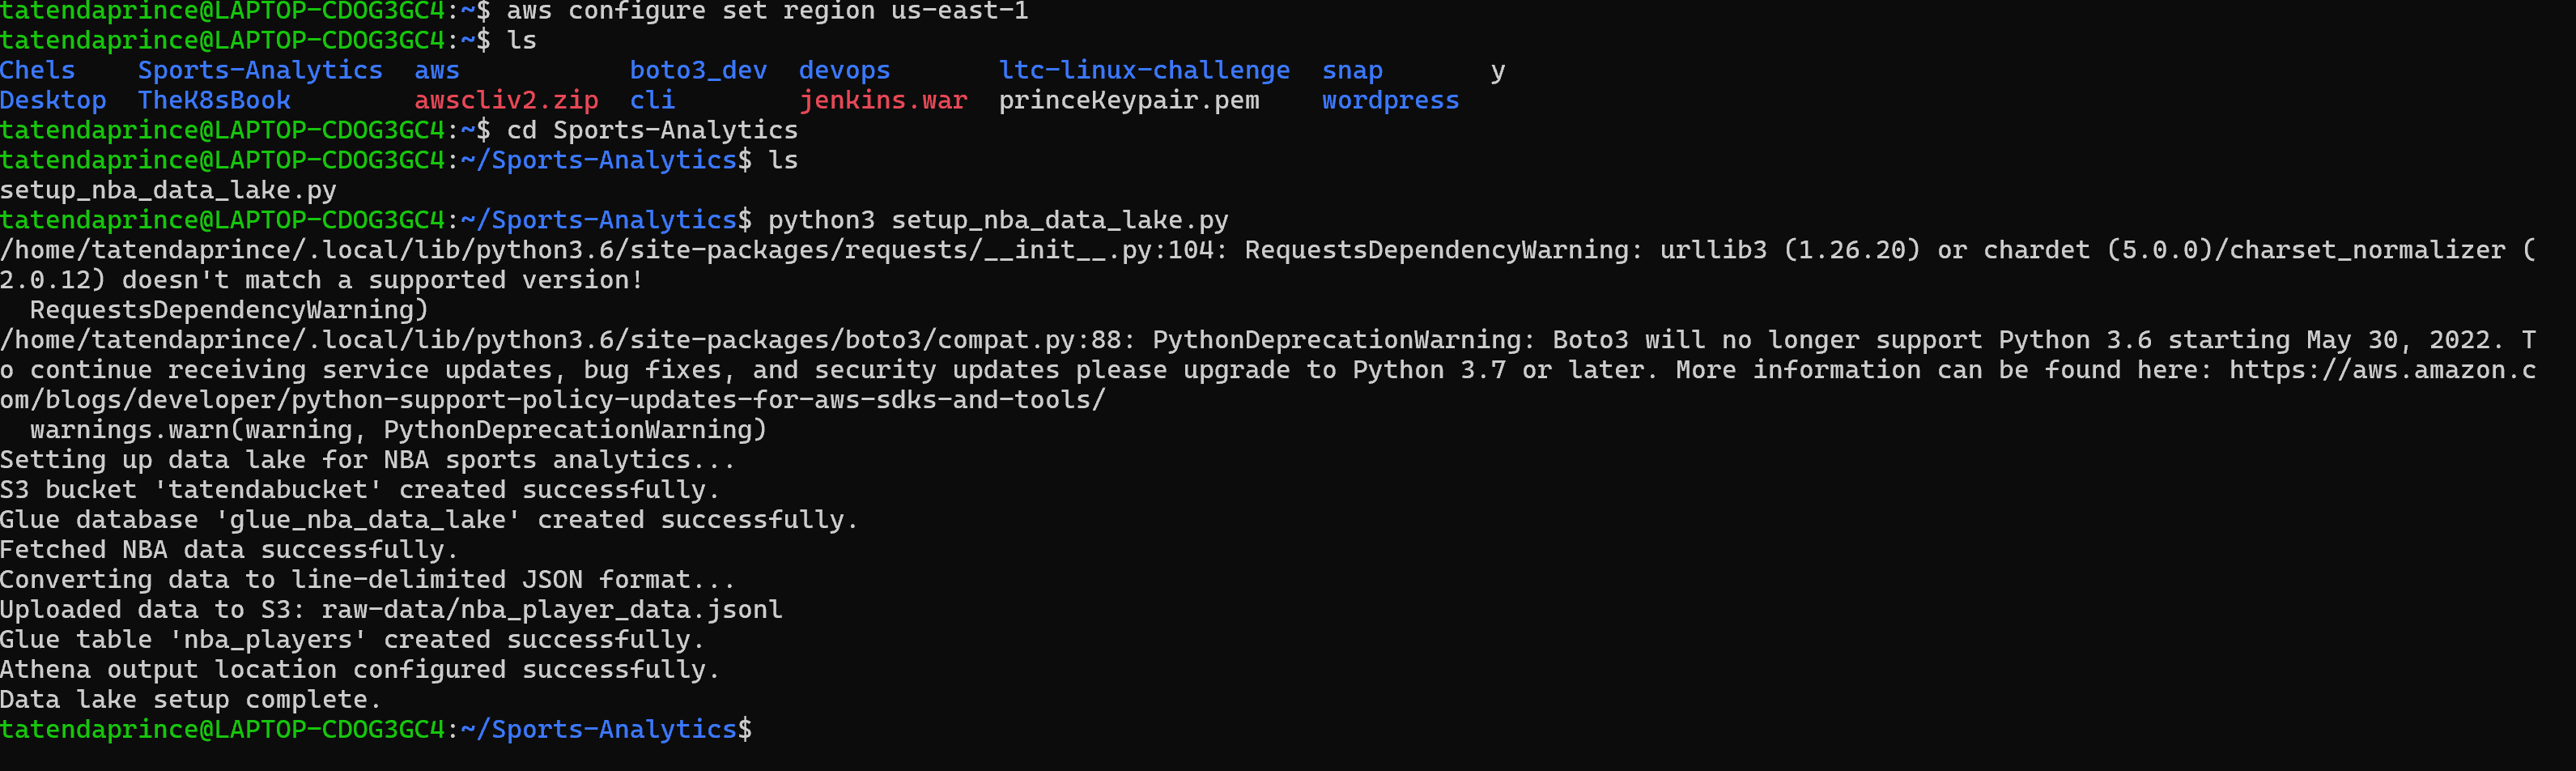 tatendaprince@LAPTOP-CDOG3GC4:~$ aws configure set region us-east-1
tatendaprince@LAPTOP-CDOG3GC4:~$ ls
Chels    Sports-Analytics  aws           boto3_dev  devops       ltc-linux-challenge  snap       y
Desktop  TheK8sBook        awscliv2.zip  cli        jenkins.war  princeKeypair.pem    wordpress
tatendaprince@LAPTOP-CDOG3GC4:~$ cd Sports-Analytics
tatendaprince@LAPTOP-CDOG3GC4:~/Sports-Analytics$ ls
setup_nba_data_lake.py
tatendaprince@LAPTOP-CDOG3GC4:~/Sports-Analytics$ python3 setup_nba_data_lake.py
/home/tatendaprince/.local/lib/python3.6/site-packages/requests/__init__.py:104: RequestsDependencyWarning: urllib3 (1.26.20) or chardet (5.0.0)/charset_normalizer (
2.0.12) doesn't match a supported version!
  RequestsDependencyWarning)
/home/tatendaprince/.local/lib/python3.6/site-packages/boto3/compat.py:88: PythonDeprecationWarning: Boto3 will no longer support Python 3.6 starting May 30, 2022. T
o continue receiving service updates, bug fixes, and security updates please upgrade to Python 3.7 or later. More information can be found here: https://aws.amazon.c
om/blogs/developer/python-support-policy-updates-for-aws-sdks-and-tools/
  warnings.warn(warning, PythonDeprecationWarning)
Setting up data lake for NBA sports analytics...
S3 bucket 'tatendabucket' created successfully.
Glue database 'glue_nba_data_lake' created successfully.
Fetched NBA data successfully.
Converting data to line-delimited JSON format...
Uploaded data to S3: raw-data/nba_player_data.jsonl
Glue table 'nba_players' created successfully.
Athena output location configured successfully.
Data lake setup complete.
tatendaprince@LAPTOP-CDOG3GC4:~/Sports-Analytics$